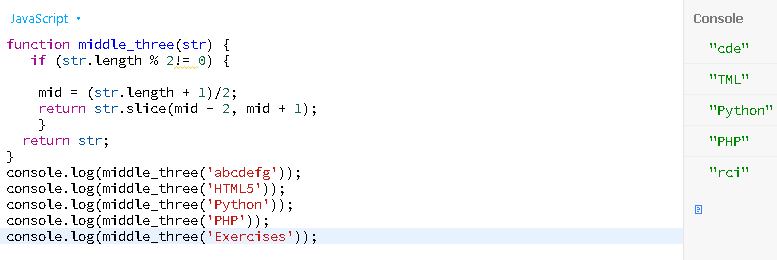 JavaScript
function middle_three(str) {
if (str.length % 2!= 0) {
mid = (str.length + 1)/2;
return str.slice(mid - 2, mid + 1);
}
return str;
}
console.log(middle_three('abcdefg'));
console.log(middle_three('HTML5'));
console.log(middle_three('Python'));
console.log(middle_three('PHP'));
console.log(middle_three('Exercises'));
Console
"cde"
"TML"
"Python"
"PHP"
"rci"